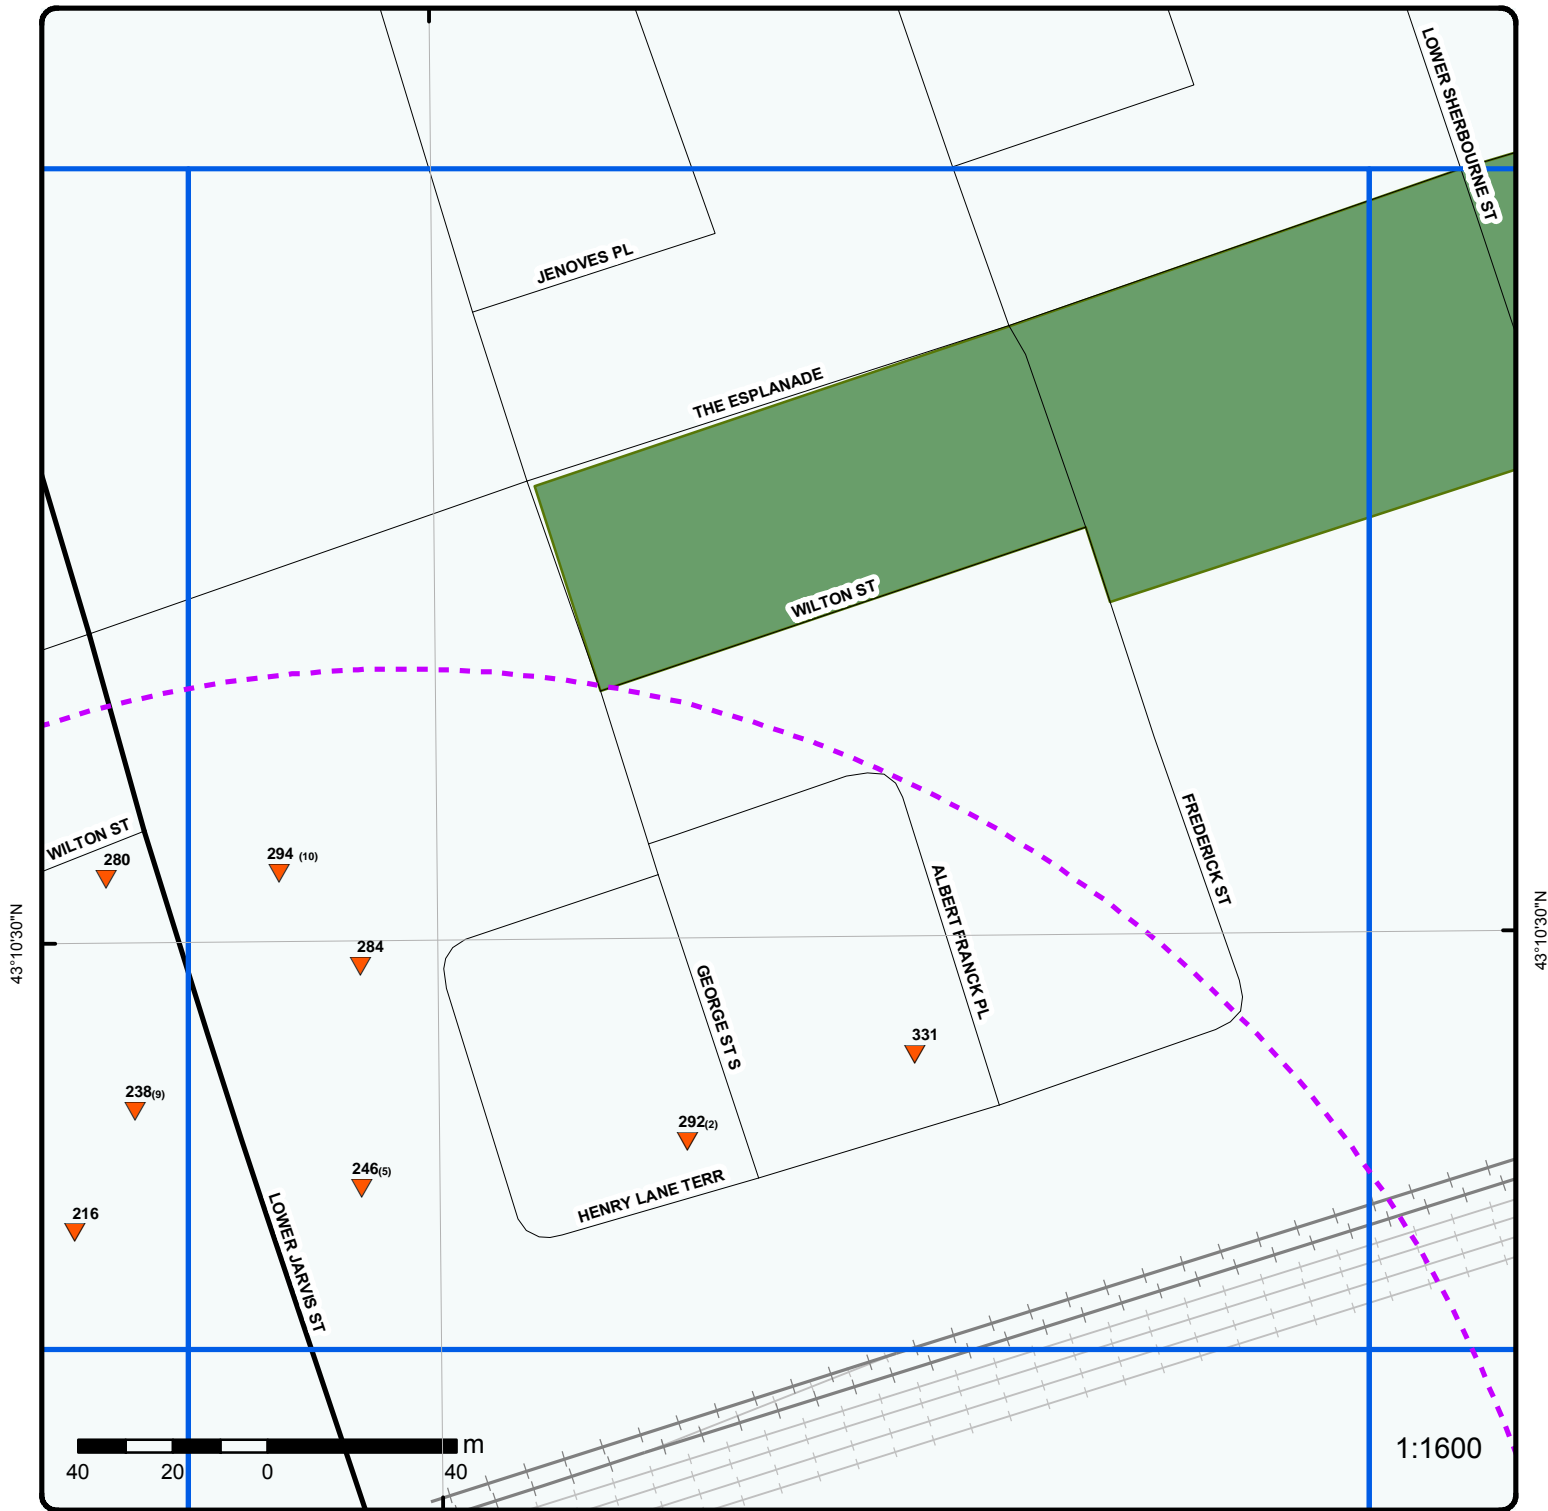 LOWER SHERBOURNE ST
JENOVES PL
THE ESPLANADE
WILTON ST
WILTON ST
280
294 (10)
FREDERICK ST
ALBERT FRANCK PL
43°10'30"N
43°10'30"N
284
GEORGE ST S
331
238(9)
292(2)
246(5)
HENRY LANE TERR
216
LOWER JARVIS ST
m
40 20 0 40
1:1600